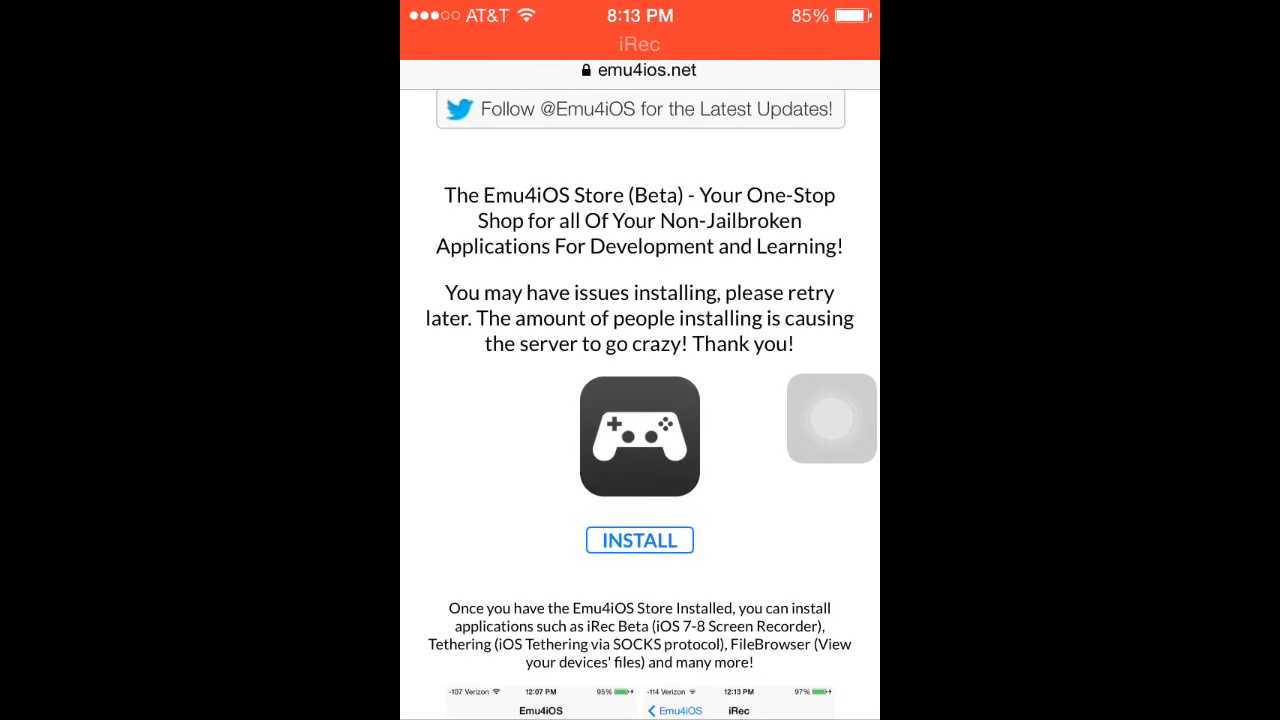 AT&T 8:13 PM 85%
iRec
emu4ios.net
Follow @Emu4iOS for the Latest Updates!
The Emu4iOS Store (Beta) - Your One-Stop
Shop for all Of Your Non-Jailbroken
Applications For Development and Learning!
You may have issues installing, please retry
later. The amount of people installing is causing
the server to go crazy! Thank you!
INSTALL
Once you have the Emu4iOS Store Installed, you can install
applications such as iRec Beta (iOS 7-8 Screen Recorder),
Tethering (iOS Tethering via SOCKS protocol), FileBrowser (View
your devices' files) and many more!
-107 Verizon 12:07 PM 95% -114 Verizon 12:13 PM 97%
Emu4iOS Emu4iOS iRec